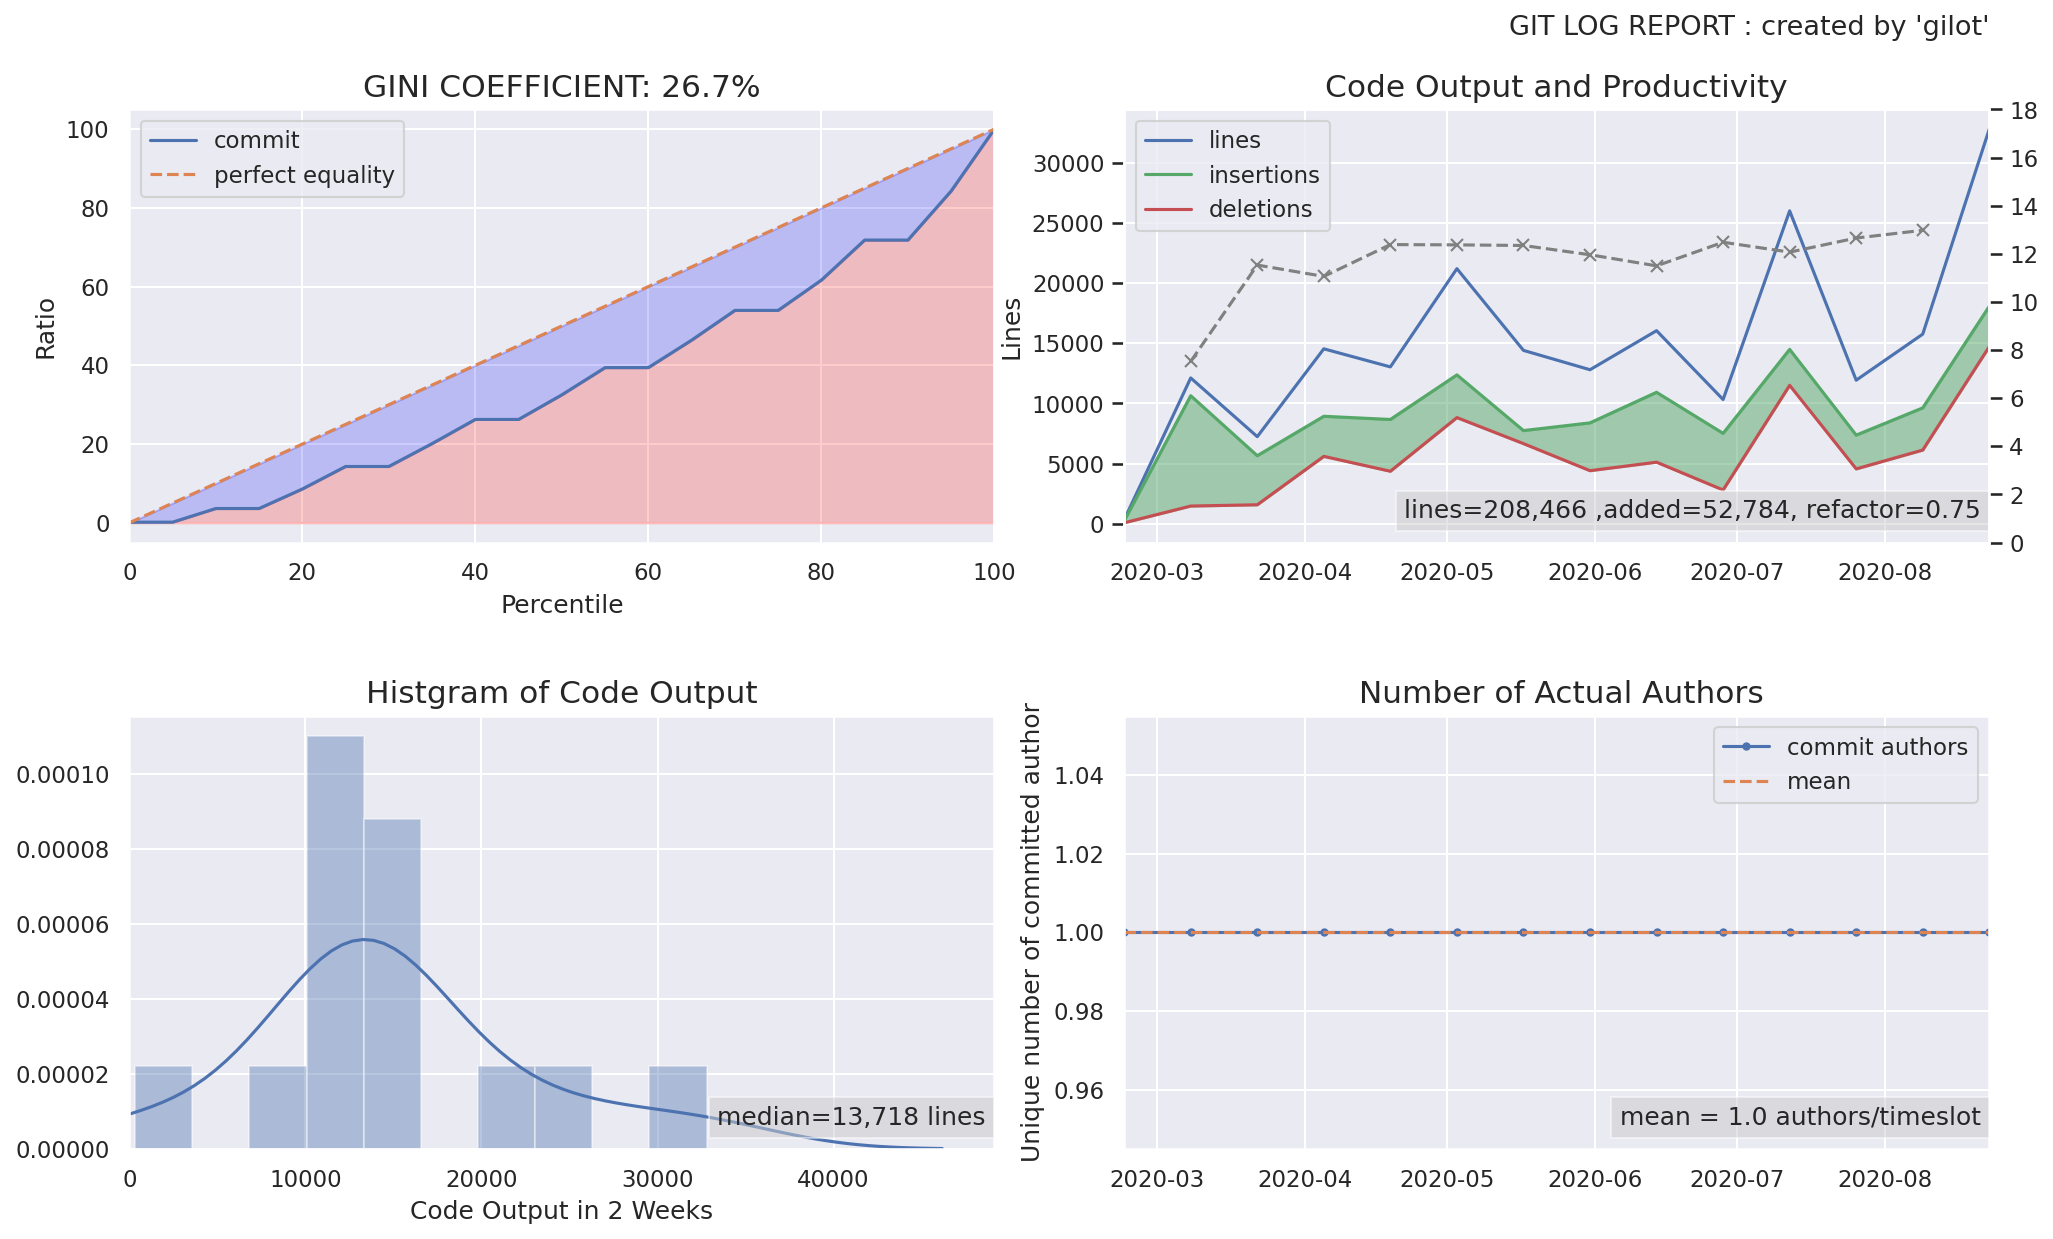 GIT LOG REPORT : created by 'gilot'
GINI COEFFICIENT: 26.7%
commit
perfect equality
100
80
60
40
20
0
Ratio
0 20 40 60 80 100
Percentile
Code Output and Productivity
lines
insertions
deletions
30000
25000
20000
15000
10000
5000
0
Lines
18
16
14
12
10
8
6
4
2
0
lines=208,466 ,added=52,784, refactor=0.75
2020-03 2020-04 2020-05 2020-06 2020-07 2020-08
Histgram of Code Output
0.00010
0.00008
0.00006
0.00004
0.00002
0.00000
median=13,718 lines
0 10000 20000 30000 40000
Code Output in 2 Weeks
Number of Actual Authors
commit authors
mean
Unique number of committed author
1.04
1.02
1.00
0.98
0.96
mean = 1.0 authors/timeslot
2020-03 2020-04 2020-05 2020-06 2020-07 2020-08